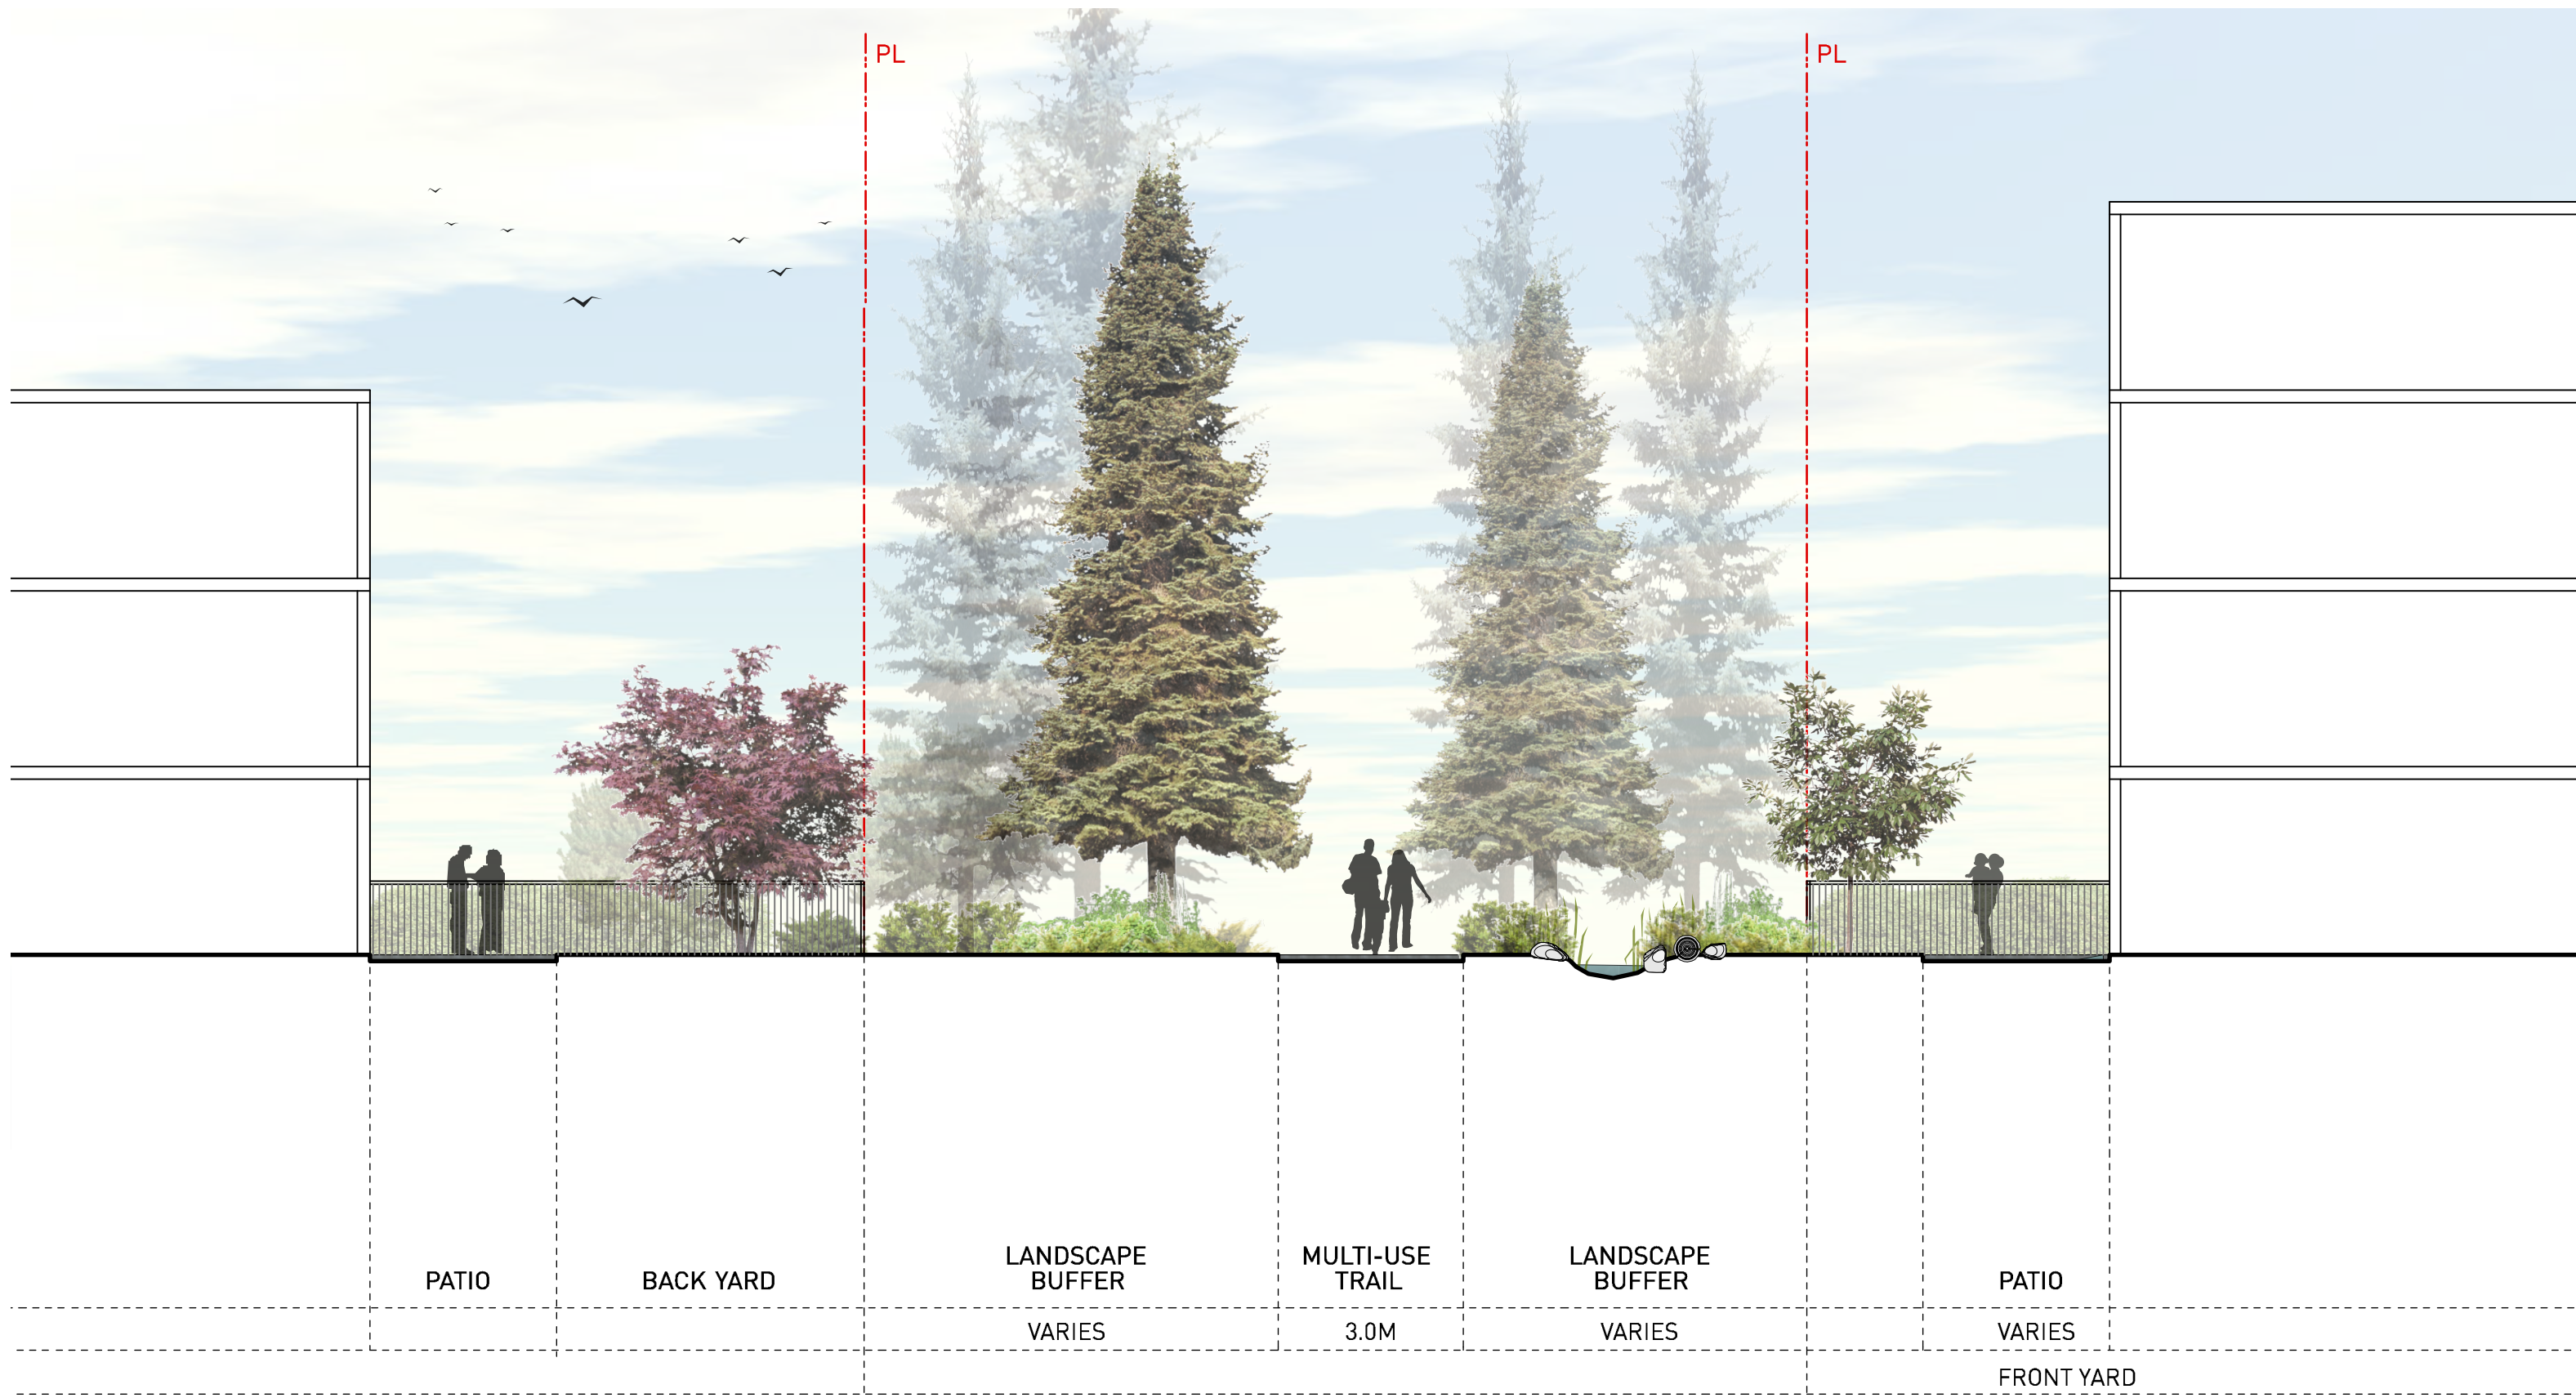 PL
PL
PATIO
BACK YARD
LANDSCAPE
BUFFER
MULTI-USE
TRAIL
LANDSCAPE
BUFFER
PATIO
VARIES
3.0M
VARIES
VARIES
FRONT YARD